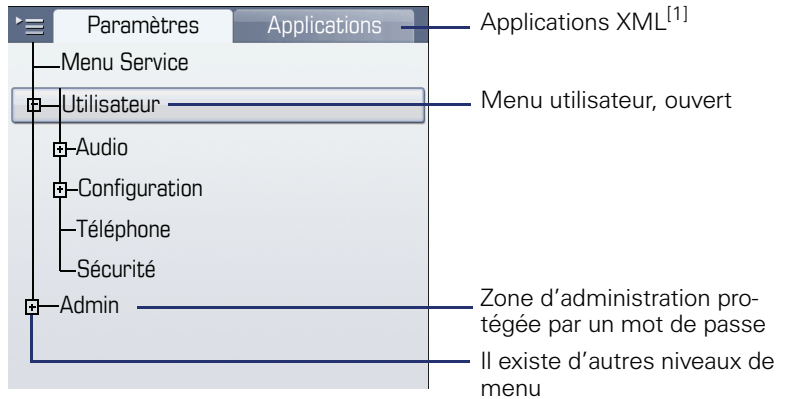 Paramètres Applications
Applications XML[1]
Menu Service
Utilisateur
Menu utilisateur, ouvert
Audio
Configuration
Téléphone
Sécurité
Admin
Zone d'administration pro-
tégée par un mot de passe
Il existe d'autres niveaux de
menu